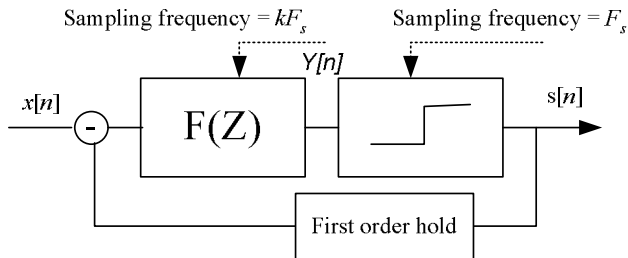 Sampling frequency = kFs
Sampling frequency = Fs
Y[n]
x[n]
-
F(Z)
s[n]
First order hold